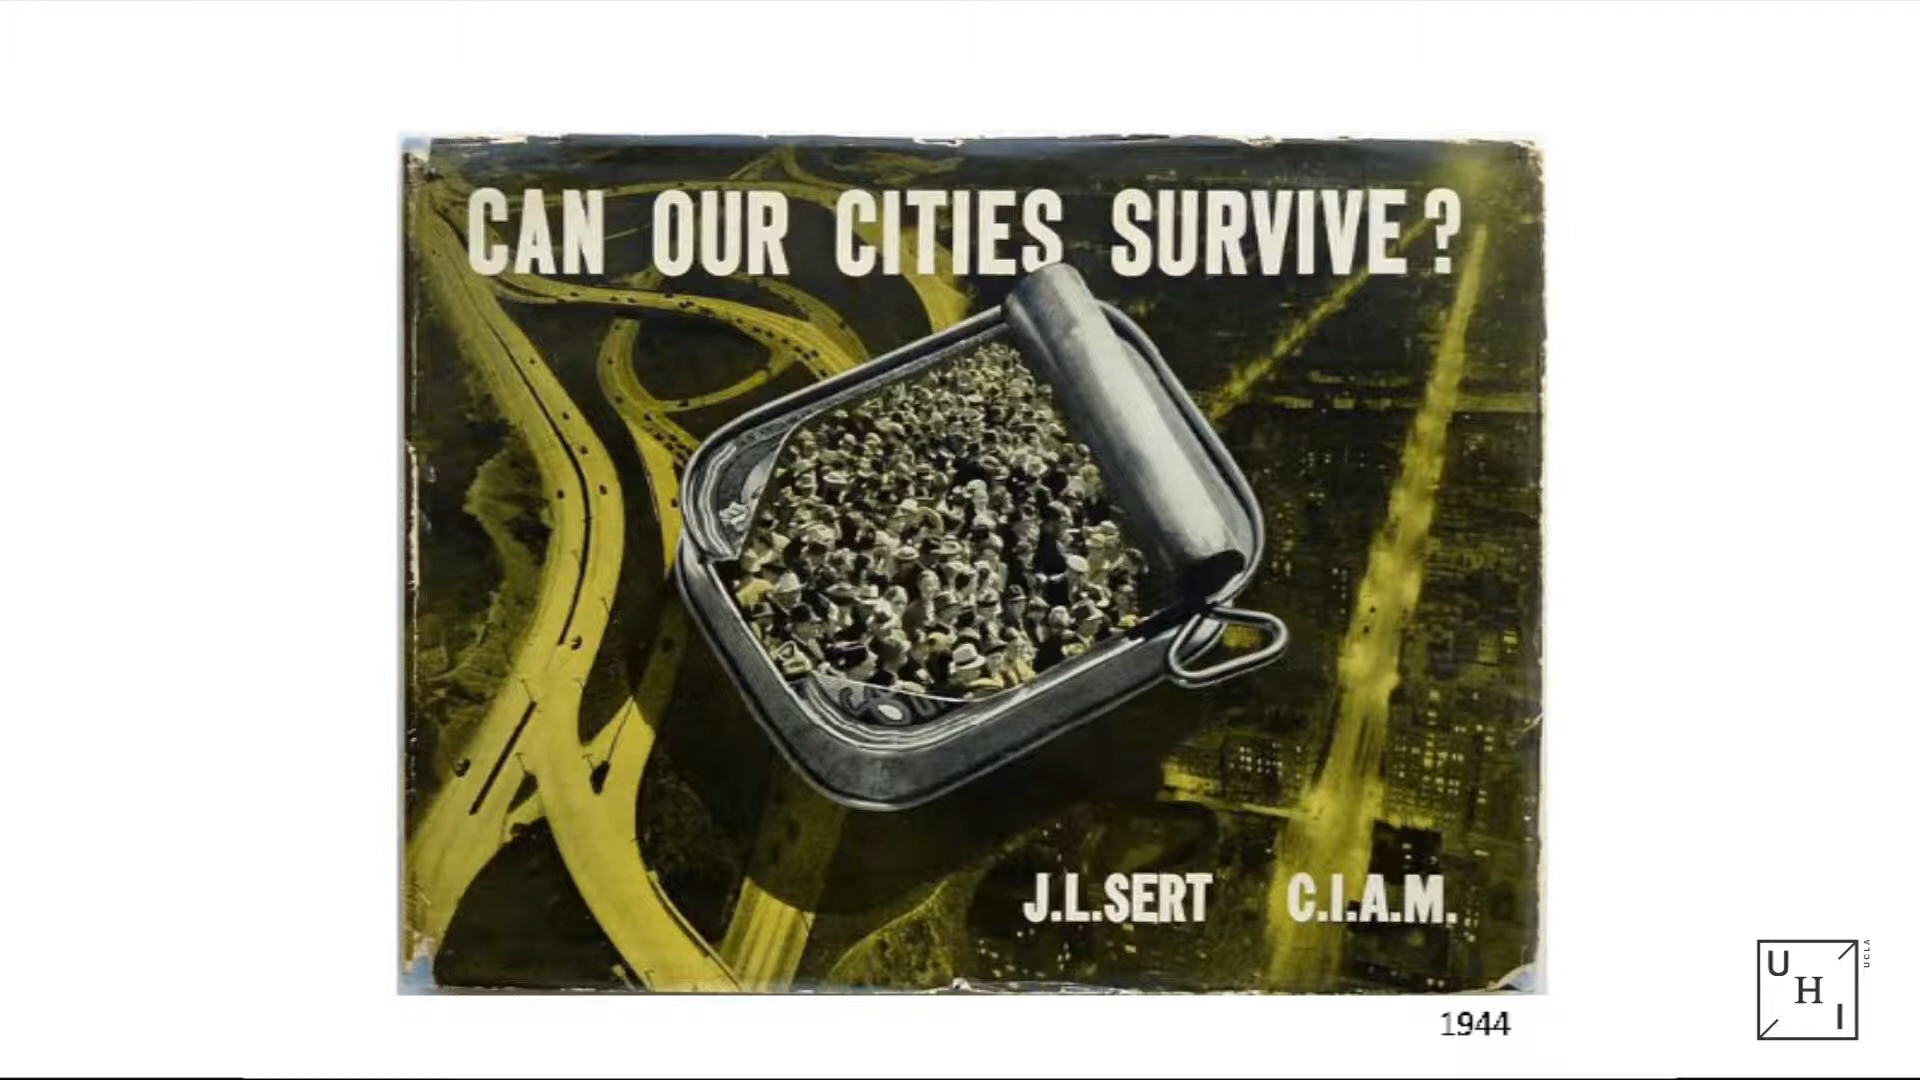 CAN OUR CITIES SURVIVE?
J.L.SERT C.I.A.M.
1944
U
H
I
UCLA